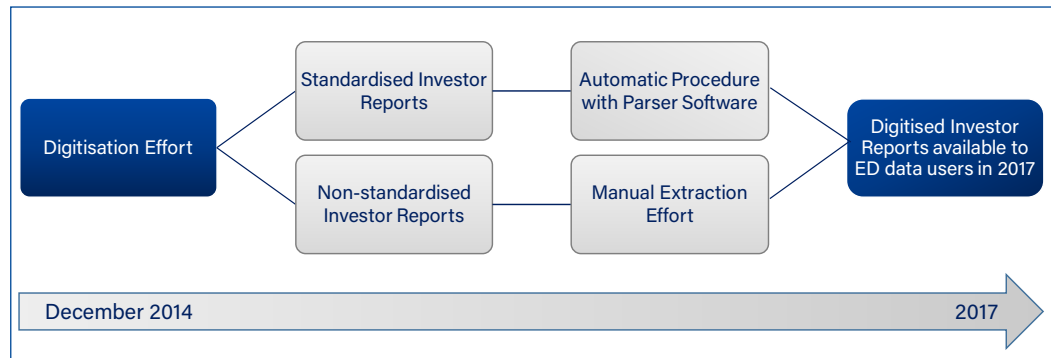 Digitisation Effort
Standardised Investor
Reports
Automatic Procedure
with Parser Software
Non-standardised
Investor Reports
Manual Extraction
Effort
Digitised Investor
Reports available to
ED data users in 2017
December 2014
2017